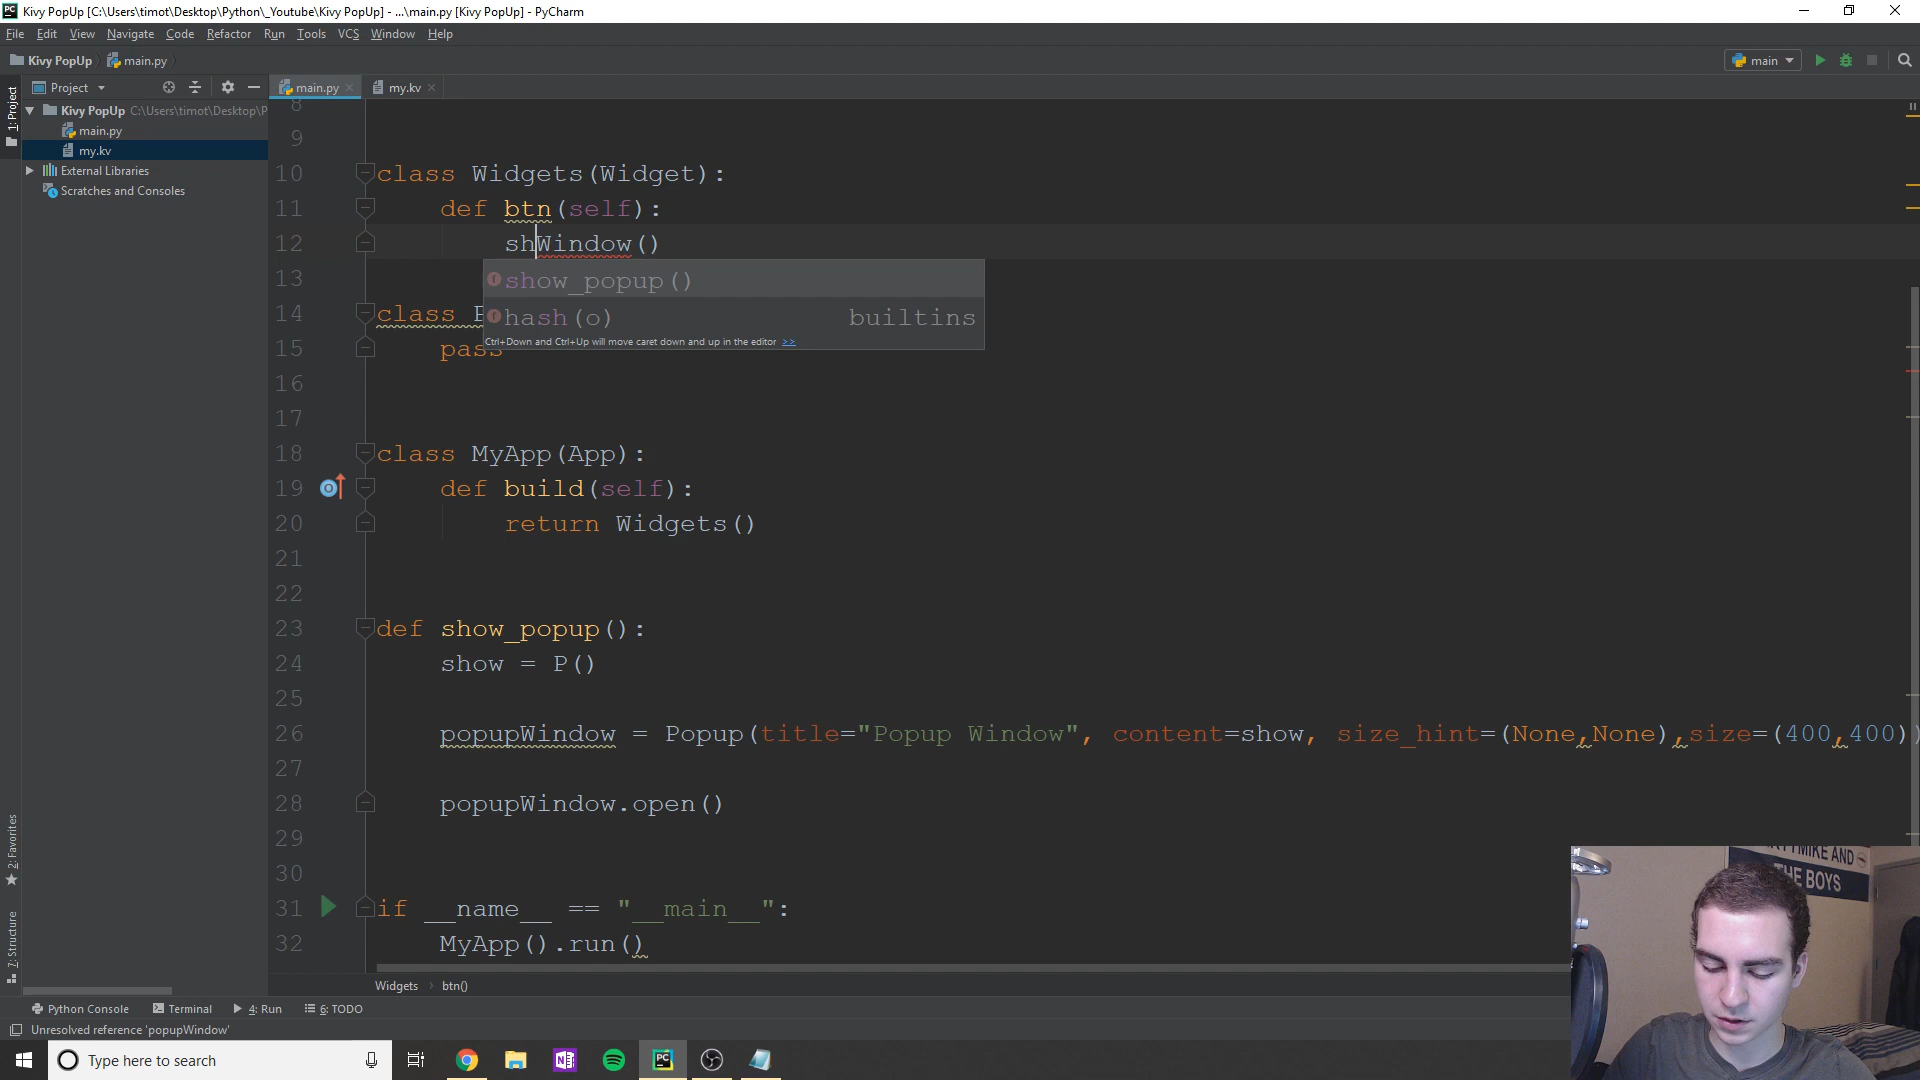 Kivy PopUp [C:\Users\timot\Desktop\Python\_Youtube\Kivy PopUp] - ...\main.py [Kivy PopUp] - PyCharm
File Edit View Navigate Code Refactor Run Tools VCS Window Help
Kivy PopUp main.py main
Project main.py my.kv
1: Project
Kivy PopUp C:\Users\timot\Desktop\P
main.py
my.kv
External Libraries
Scratches and Consoles
8
9
10 class Widgets(Widget):
11 def btn(self):
12 shWindow()
13
show_popup()
hash(o) builtins
Ctrl+Down and Ctrl+Up will move caret down and up in the editor >>
14 class
15 pass
16
17
18 class MyApp(App):
19 def build(self):
20 return Widgets()
21
22
23 def show_popup():
24 show = P()
25
26 popupWindow = Popup(title="Popup Window", content=show, size_hint=(None,None),size=(400,400))
27
28 popupWindow.open()
29
30
31 if __name__ == "__main__":
32 MyApp().run()
2: Favorites
7: Structure
Widgets btn()
MIKE AND
THE BOYS
Python Console Terminal 4: Run 6: TODO
Unresolved reference 'popupWindow'
Type here to search